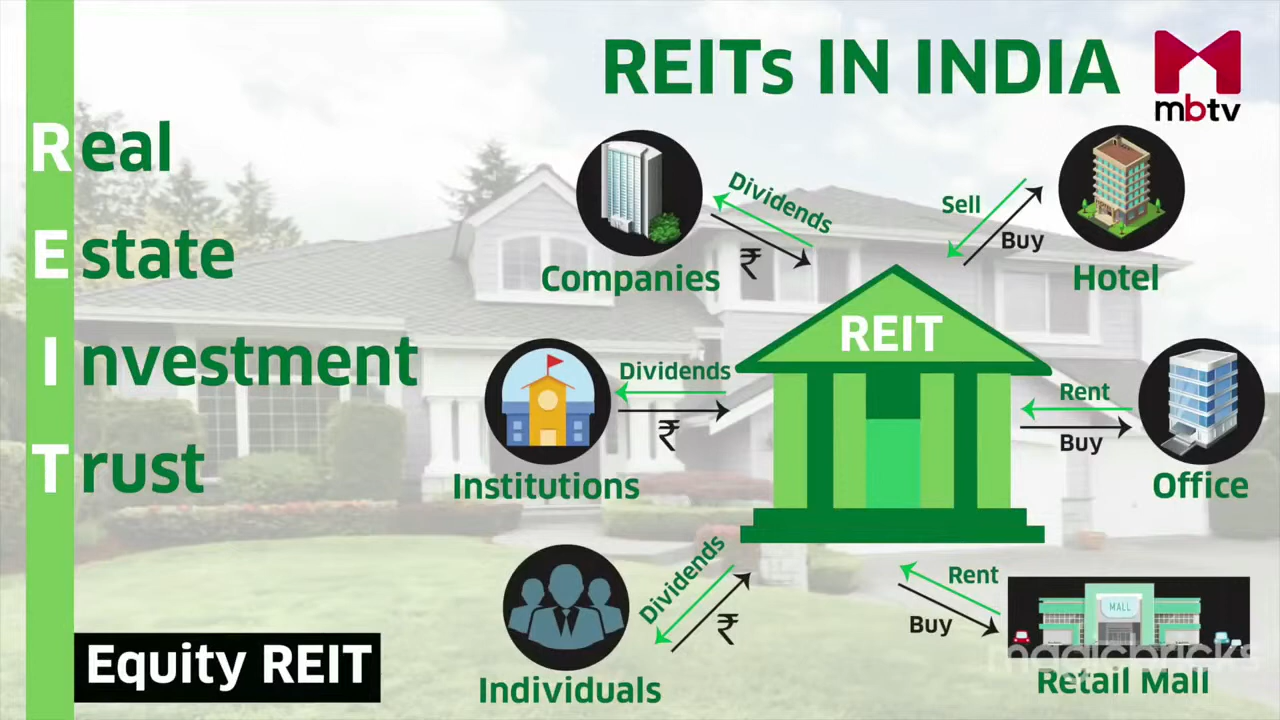 REITs IN INDIA
mbtv
Real
Estate
Investment
Trust
Equity REIT
Companies
Dividends
₹
Institutions
Dividends
₹
Individuals
Dividends
₹
REIT
Sell
Buy
Hotel
Rent
Buy
Office
Rent
Buy
MALL
magicbricks
Retail Mall